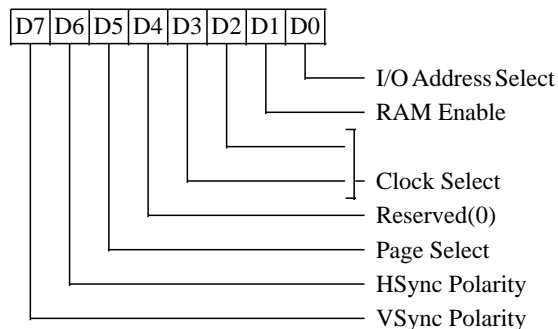 D7 D6 D5 D4 D3 D2 D1 D0
I/O Address Select
RAM Enable
Clock Select
Reserved(0)
Page Select
HSync Polarity
VSync Polarity